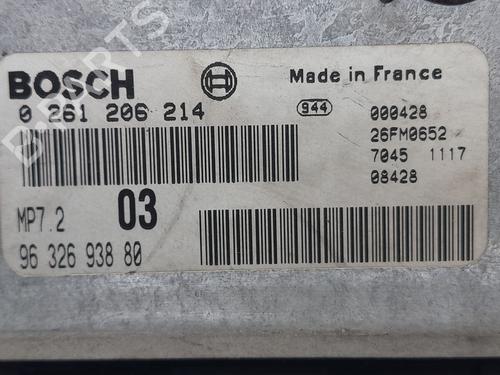 BOSCH
Made in France
0 261 206 214
944
000428
26FM0652
7045 1117
08428
MP7.2
03
96 326 938 80